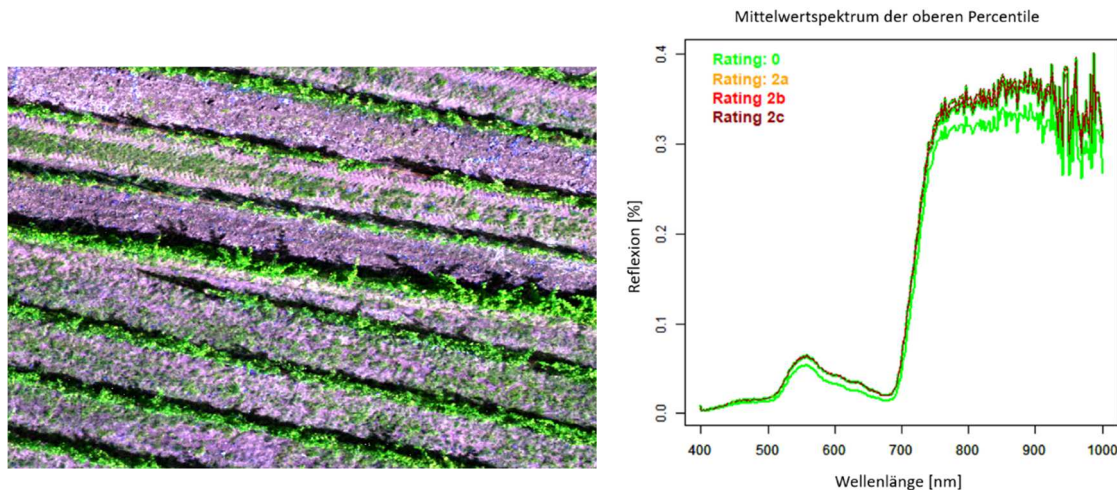 Mittelwertspektrum der oberen Percentile
Rating: 0
Rating: 2a
Rating 2b
Rating 2c
0.4
0.3
0.2
0.1
0.0
Reflexion [%]
400 500 600 700 800 900 1000
Wellenlänge [nm]